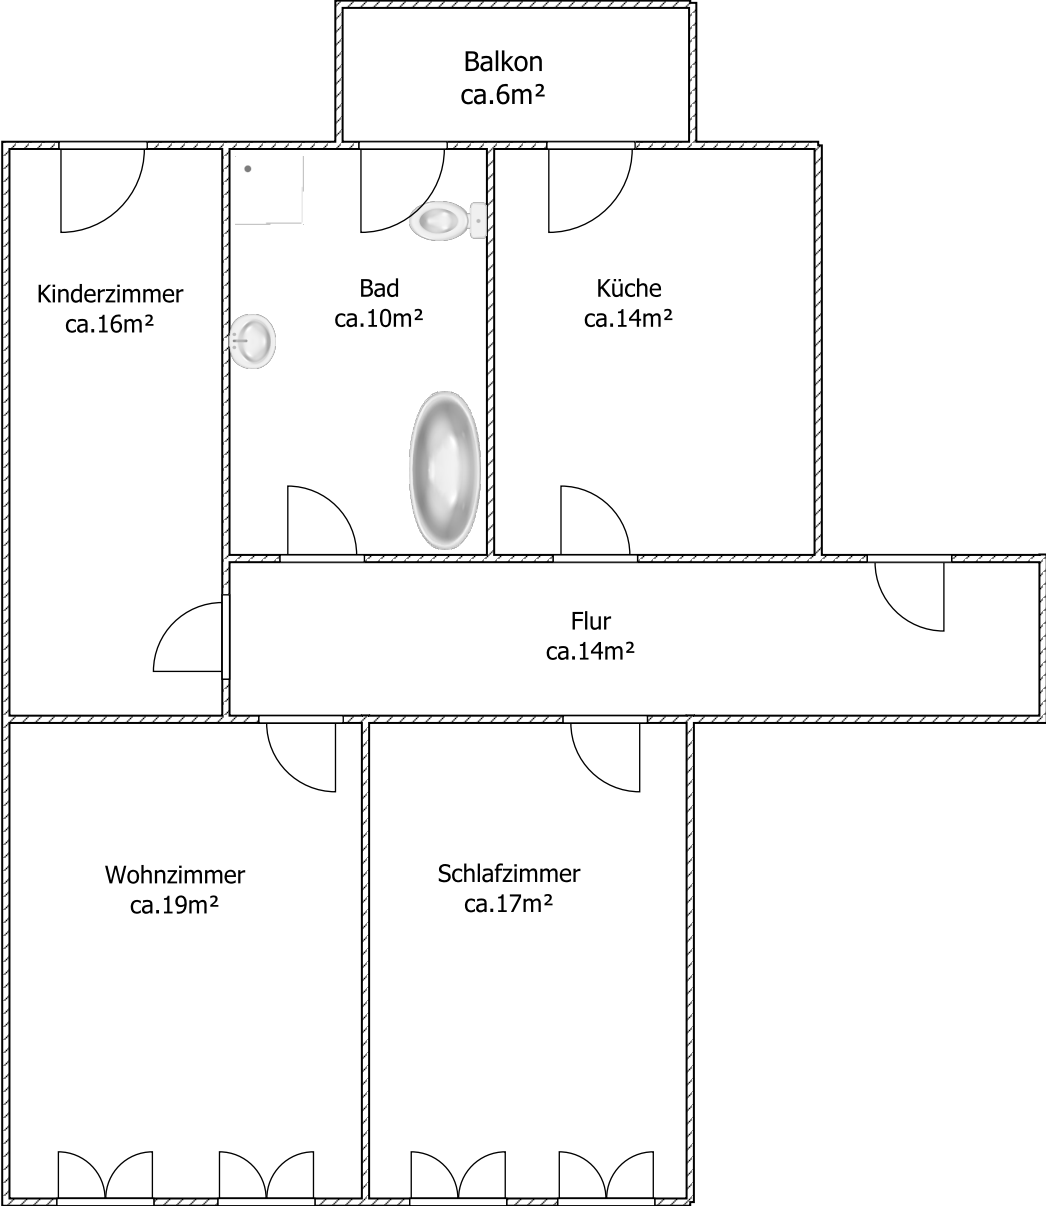 Balkon
ca.6m²
Kinderzimmer
ca.16m²
Bad
ca.10m²
Küche
ca.14m²
Flur
ca.14m²
Wohnzimmer
ca.19m²
Schlafzimmer
ca.17m²